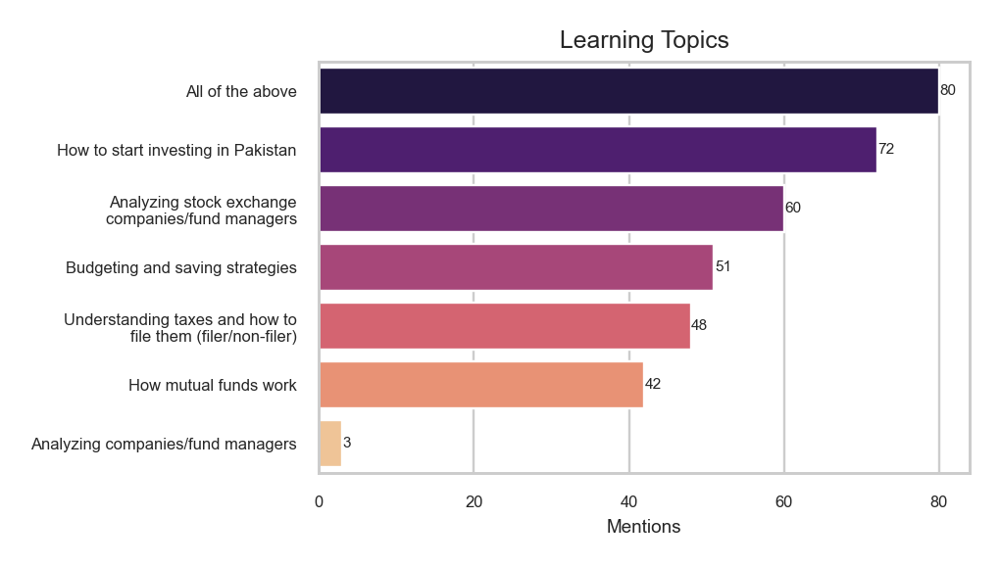 Learning Topics
All of the above
80
How to start investing in Pakistan
72
Analyzing stock exchange
companies/fund managers
60
Budgeting and saving strategies
51
Understanding taxes and how to
file them (filer/non-filer)
48
How mutual funds work
42
Analyzing companies/fund managers
3
0 20 40 60 80
Mentions